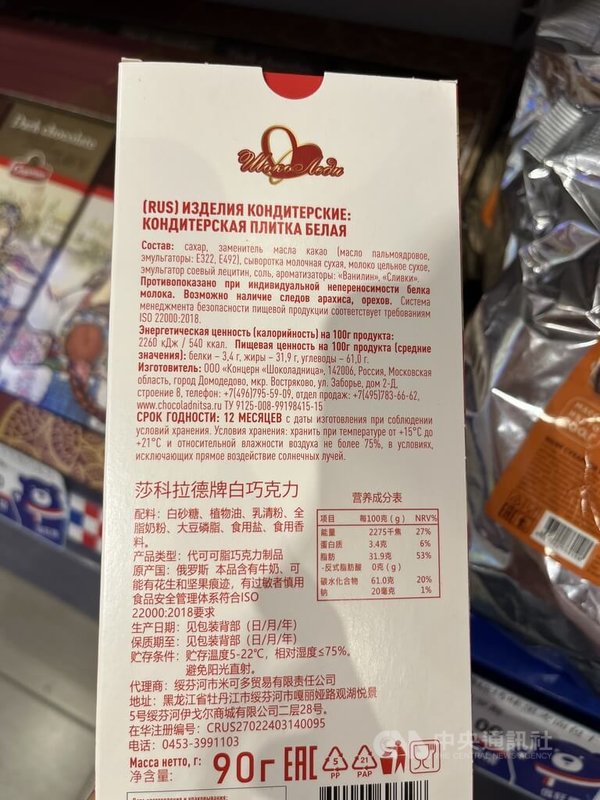 Dark chocolate
ШокоЛеди
(RUS) ИЗДЕЛИЯ КОНДИТЕРСКИЕ:
КОНДИТЕРСКАЯ ПЛИТКА БЕЛАЯ
Состав: сахар, заменитель масла какао (масло пальмоядровое,
эмульгаторы: Е322, Е492), сыворотка молочная сухая, молоко цельное сухое,
эмульгатор соевый лецитин, соль, ароматизаторы: «Ванилин», «Сливки».
Противопоказано при индивидуальной непереносимости белка
молока. Возможно наличие следов арахиса, орехов. Система
менеджмента безопасности пищевой продукции соответствует требованиям
ISO 22000:2018.
Энергетическая ценность (калорийность) на 100г продукта:
2260 кДж / 540 ккал. Пищевая ценность на 100г продукта (средние
значения): белки – 3,4 г, жиры – 31,9 г, углеводы – 61,0 г.
Изготовитель: ООО «Концерн «Шоколадница», 142006, Россия, Московская
область, город Домодедово, мкр. Востряково, ул. Заборье, дом 2-Д,
строение В, телефон: +7(496)795-59-09, отдел продаж: +7(495)783-66-62,
www.chocoladnitsa.ru ТУ 9125-008-99198415-15
СРОК ГОДНОСТИ: 12 МЕСЯЦЕВ с даты изготовления при соблюдении
условий хранения. Условия хранения: хранить при температуре от +15°С до
+21°С и относительной влажности воздуха не более 75%, в условиях,
исключающих прямое воздействие солнечных лучей.
莎科拉德牌白巧克力
配料：白砂糖、植物油、乳清粉、全
脂奶粉、大豆磷脂、食用盐、食用香
料。
产品类型：代可可脂巧克力制品
原产国：俄罗斯 本品含有牛奶、可
能有花生和坚果痕迹，有过敏者慎用
食品安全管理体系符合ISO
22000:2018要求
营养成分表
项目 每100克（g） NRV%
能量 2275千焦 27%
蛋白质 3.4克 6%
脂肪 31.9克 53%
-反式脂肪酸 0克（g）
碳水化合物 61.0克 20%
钠 20毫克 1%
生产日期：见包装背部（日/月/年）
保质期至：见包装背部（日/月/年）
贮存条件：贮存温度5-22℃，相对湿度≤75%。
避免阳光直射。
代理商：绥芬河市米可多贸易有限责任公司
地址：黑龙江省牡丹江市绥芬河市嘎丽娅路观湖悦景
5号绥芬河伊戈尔商城有限公司二层28号。
在华注册编号：CRUS27022403140095
电话：0453-3991103
Масса нетто, г:
净含量:
90г EAC
5
PP
21
PAP
中央通訊社
THE CENTRAL NEWS AGENCY
Дата изготовления и упаковывания: